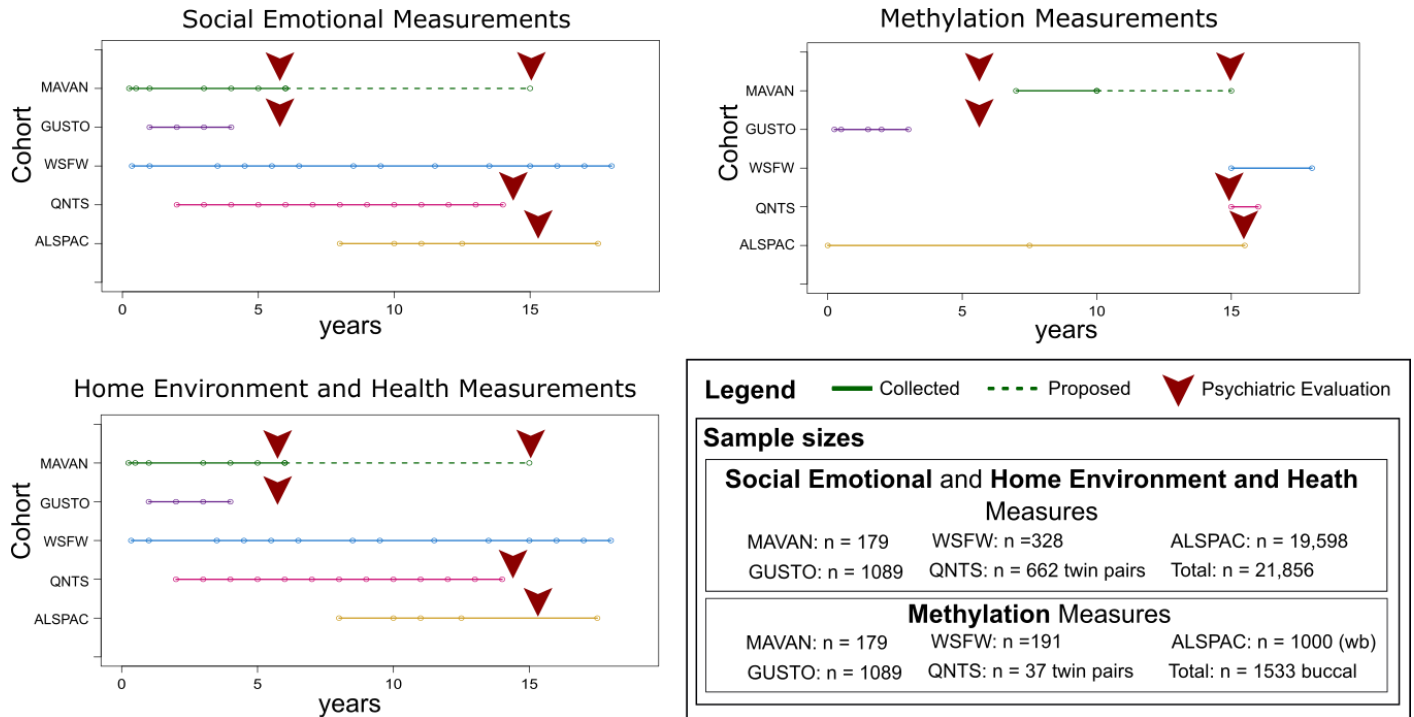 Social Emotional Measurements
Cohort
MAVAN
GUSTO
WSFW
QNTS
ALSPAC
0 5 10 15
years
Methylation Measurements
Cohort
MAVAN
GUSTO
WSFW
QNTS
ALSPAC
0 5 10 15
years
Home Environment and Health Measurements
Cohort
MAVAN
GUSTO
WSFW
QNTS
ALSPAC
0 5 10 15
years
Legend Collected Proposed Psychiatric Evaluation
Sample sizes
Social Emotional and Home Environment and Heath
Measures
MAVAN: n = 179 WSFW: n =328 ALSPAC: n = 19,598
GUSTO: n = 1089 QNTS: n = 662 twin pairs Total: n = 21,856
Methylation Measures
MAVAN: n = 179 WSFW: n =191 ALSPAC: n = 1000 (wb)
GUSTO: n = 1089 QNTS: n = 37 twin pairs Total: n = 1533 buccal